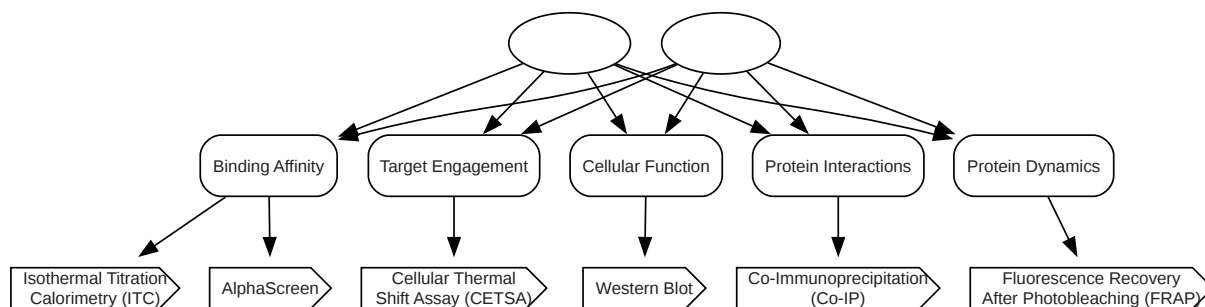 Binding Affinity
Target Engagement
Cellular Function
Protein Interactions
Protein Dynamics
Isothermal Titration
Calorimetry (ITC)
AlphaScreen
Cellular Thermal
Shift Assay (CETSA)
Western Blot
Co-Immunoprecipitation
(Co-IP)
Fluorescence Recovery
After Photobleaching (FRAP)